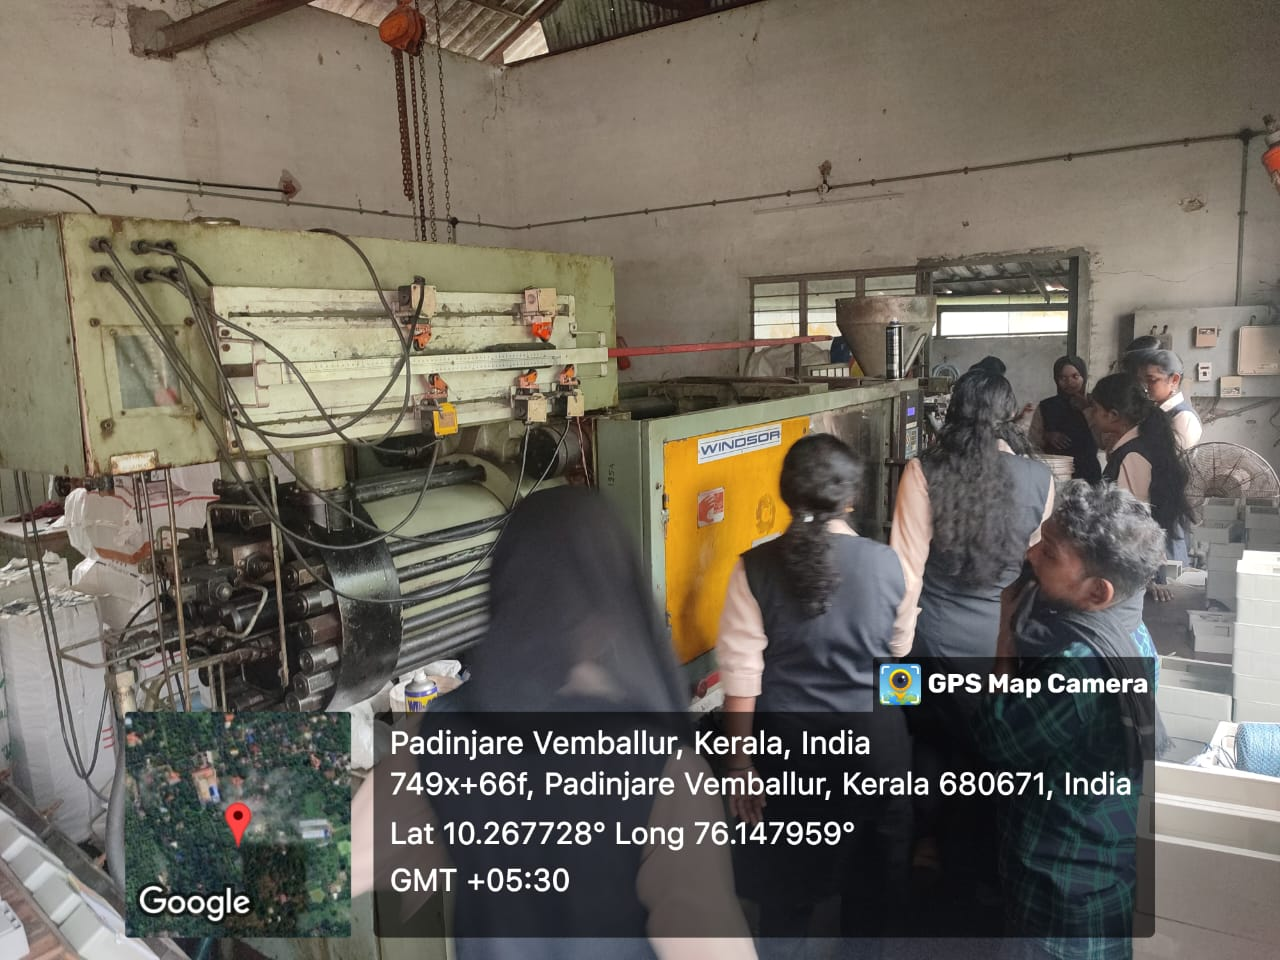 WINDSOR
GPS Map Camera
Padinjare Vemballur, Kerala, India
749x+66f, Padinjare Vemballur, Kerala 680671, India
Lat 10.267728° Long 76.147959°
GMT +05:30
Google